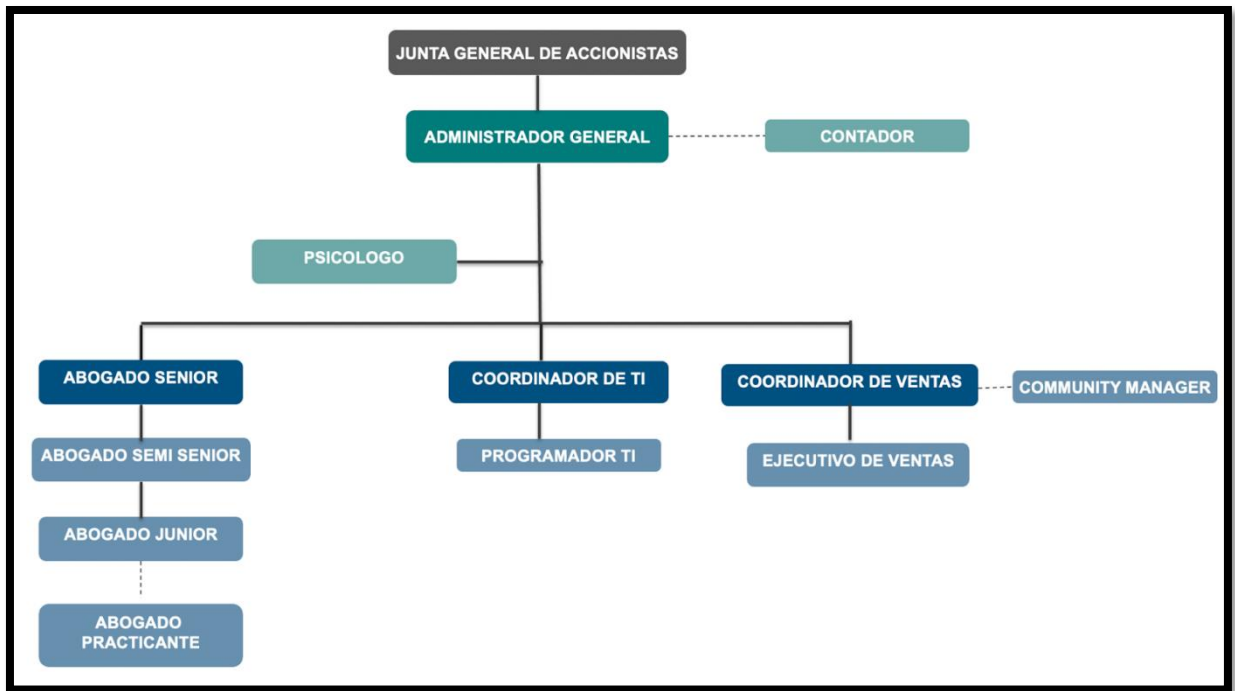 JUNTA GENERAL DE ACCIONISTAS
ADMINISTRADOR GENERAL
CONTADOR
PSICOLOGO
ABOGADO SENIOR
COORDINADOR DE TI
COORDINADOR DE VENTAS
COMMUNITY MANAGER
ABOGADO SEMI SENIOR
PROGRAMADOR TI
EJECUTIVO DE VENTAS
ABOGADO JUNIOR
ABOGADO
PRACTICANTE